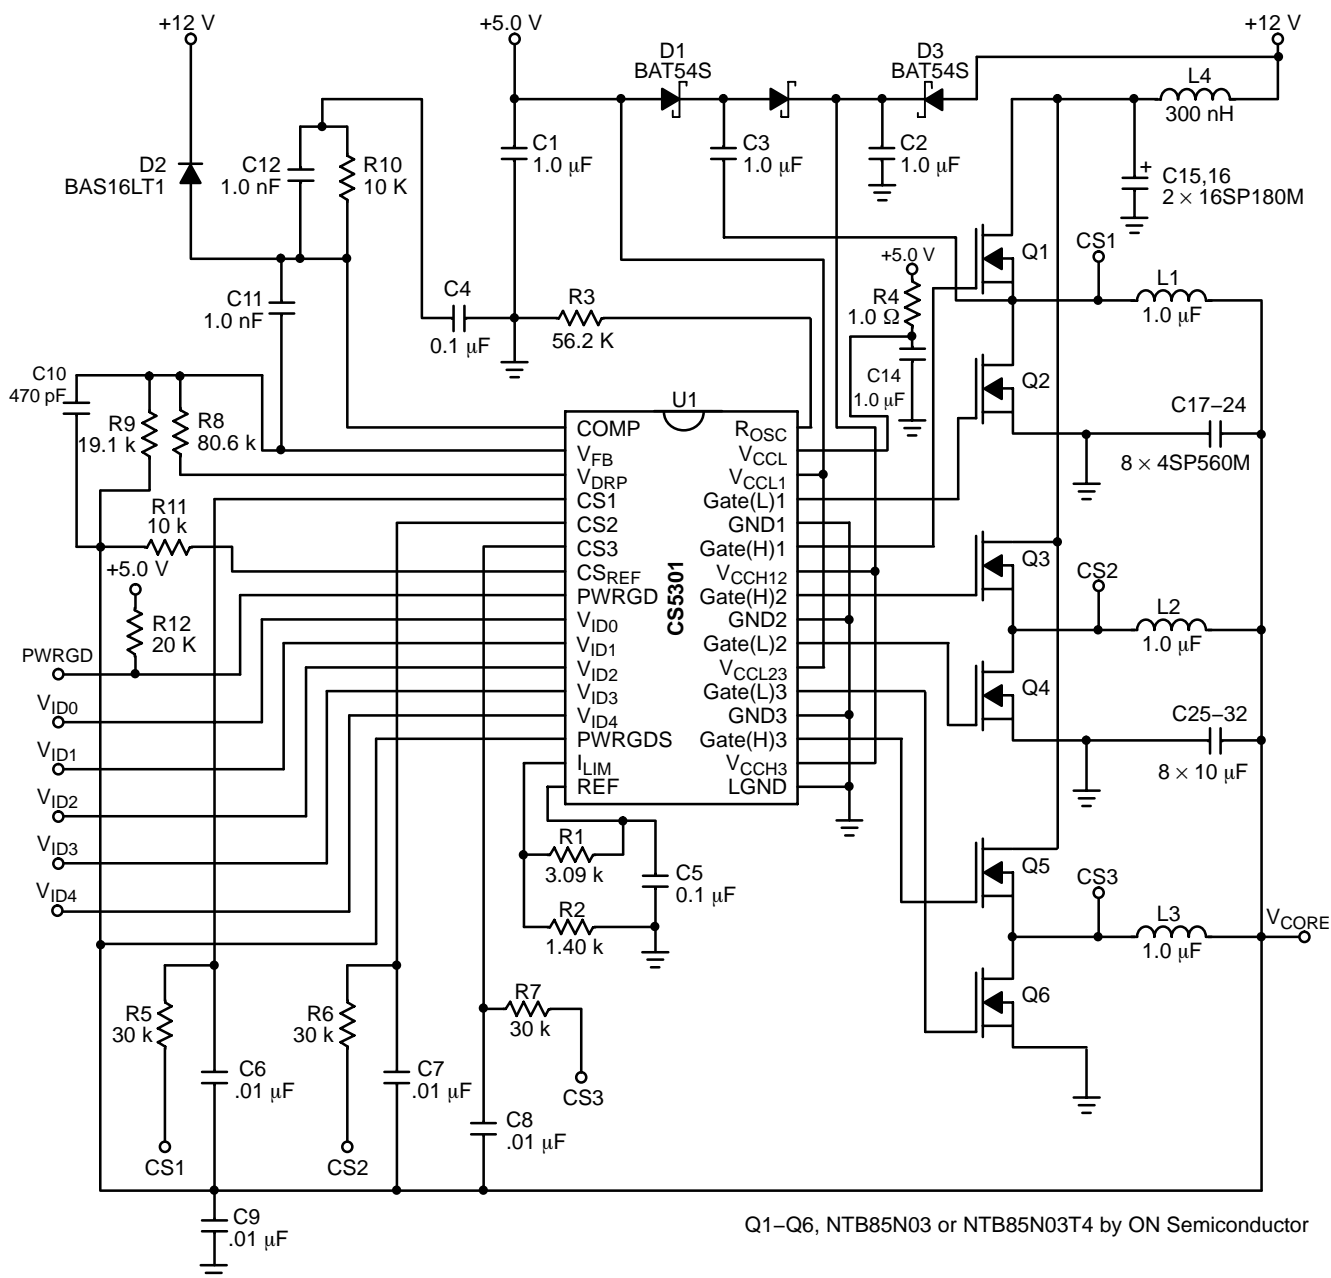 +12 V
+5.0 V
+12 V
D1
BAT54S
D3
BAT54S
L4
300 nH
D2
BAS16LT1
C12
1.0 nF
R10
10 K
C1
1.0 μF
C3
1.0 μF
C2
1.0 μF
C15,16
2 × 16SP180M
+
C11
1.0 nF
C4
0.1 μF
R3
56.2 K
+5.0 V
R4
1.0 Ω
C14
1.0 μF
Q1
CS1
L1
1.0 μF
Q2
C17–24
8 × 4SP560M
C10
470 pF
R9
19.1 k
R8
80.6 k
R11
10 k
+5.0 V
R12
20 K
PWRGD
VID0
VID1
VID2
VID3
VID4
U1
CS5301
COMP
VFB
VDRP
CS1
CS2
CS3
CSREF
PWRGD
VID0
VID1
VID2
VID3
VID4
PWRGDS
ILIM
REF
ROSC
VCCL
VCCL1
Gate(L)1
GND1
Gate(H)1
VCCH12
Gate(H)2
GND2
Gate(L)2
VCCL23
Gate(L)3
GND3
Gate(H)3
VCCH3
LGND
Q3
CS2
L2
1.0 μF
Q4
C25–32
8 × 10 μF
R1
3.09 k
R2
1.40 k
C5
0.1 μF
Q5
CS3
L3
1.0 μF
VCORE
Q6
R5
30 k
C6
.01 μF
CS1
R6
30 k
C7
.01 μF
CS2
R7
30 k
CS3
C8
.01 μF
C9
.01 μF
Q1–Q6, NTB85N03 or NTB85N03T4 by ON Semiconductor